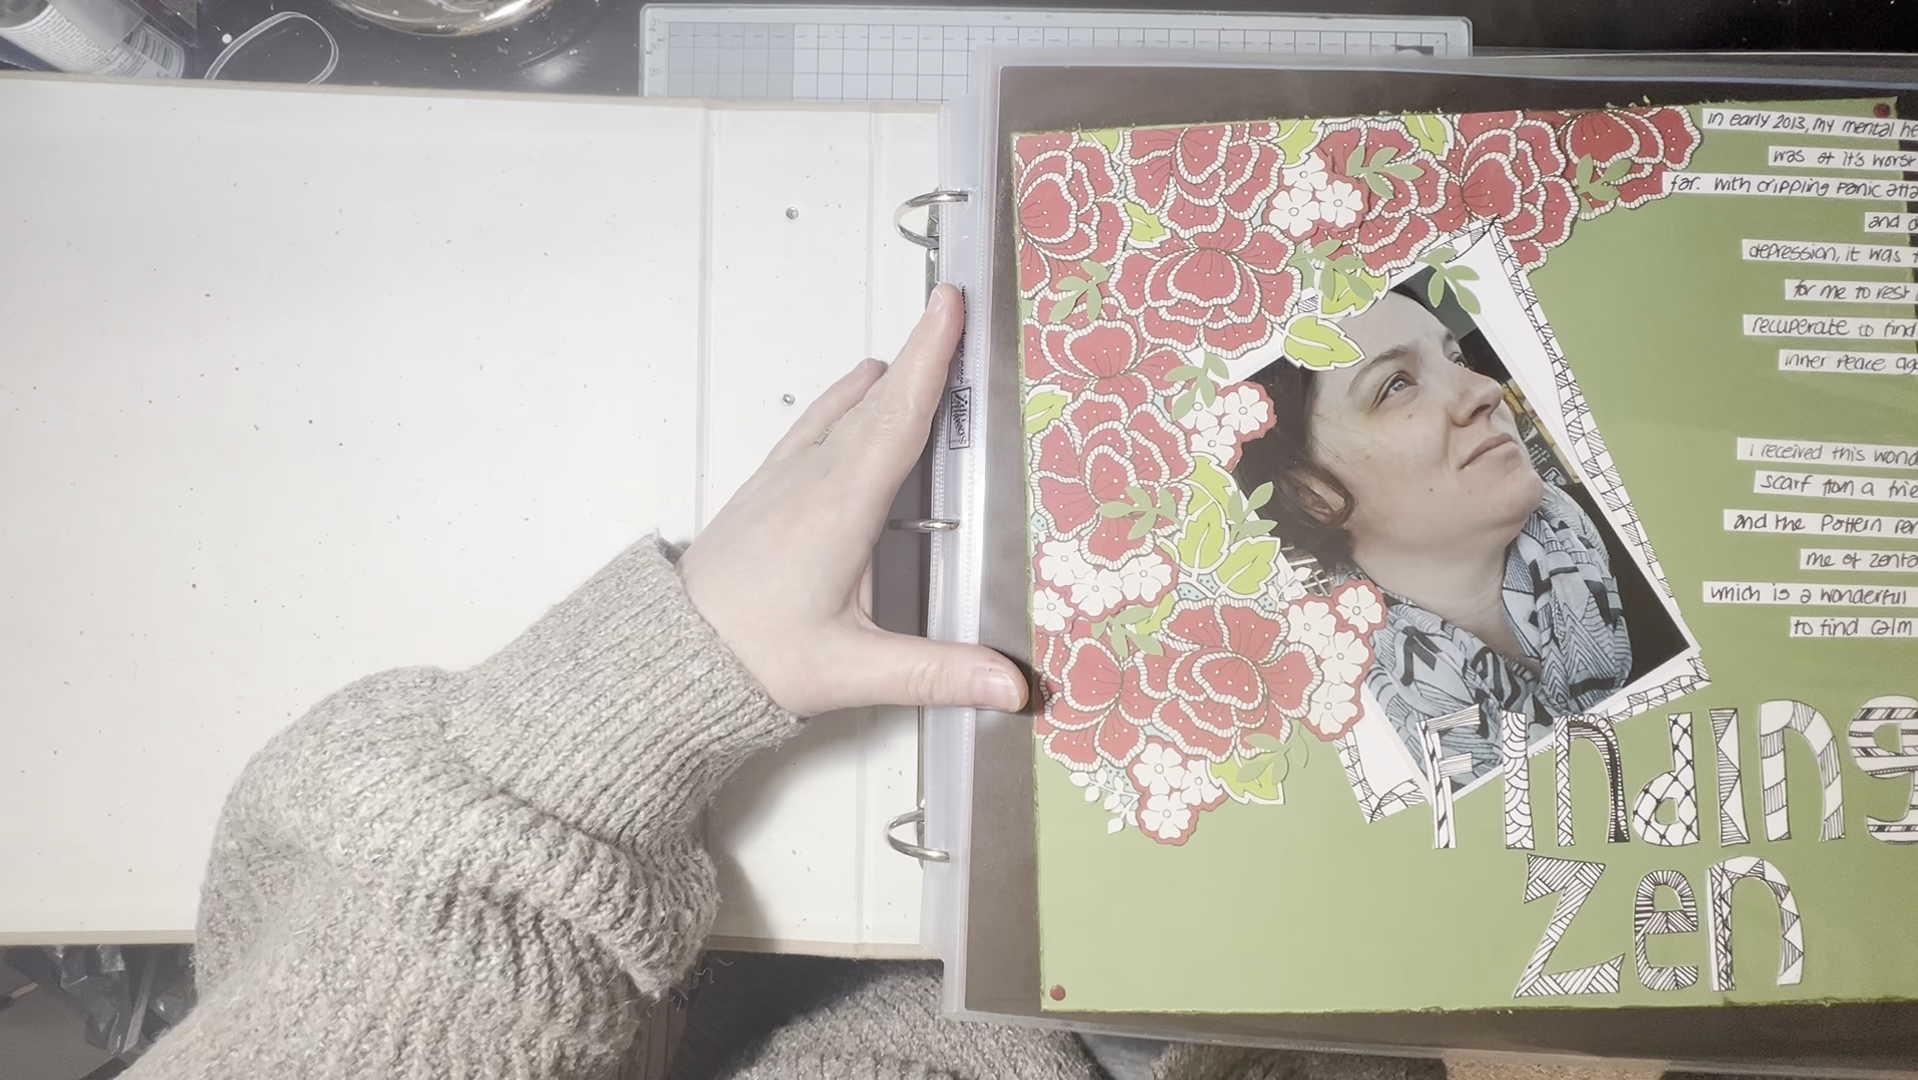 in early 2013, my mental he
was at it's worst
far. With crippling panic atta
and d
depression, it was t
for me to rest
recuperate to find
inner peace ag
I received this wond
scarf from a frie
and the Pattern rem
me of zenta
which is a wonderful
to find calm
Finding
Zen